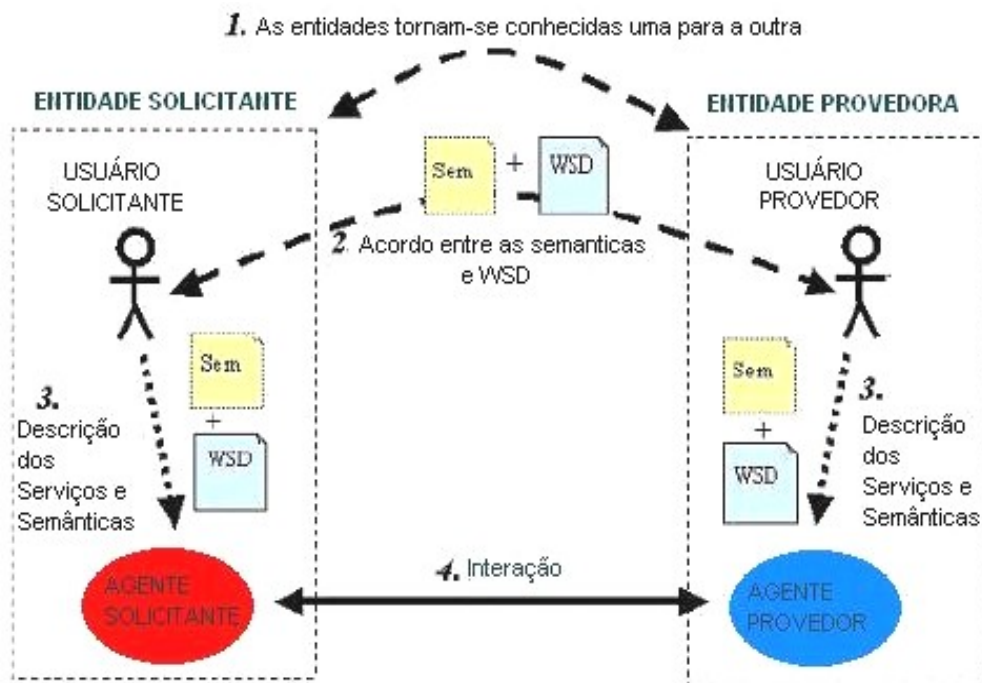 1. As entidades tornam-se conhecidas uma para a outra
ENTIDADE SOLICITANTE
ENTIDADE PROVEDORA
USUÁRIO
SOLICITANTE
Sem + WSD
USUÁRIO
PROVEDOR
2. Acordo entre as semanticas
e WSD
Sem
+
WSD
3.
Descrição
dos
Serviços e
Semânticas
Sem
+
WSD
3.
Descrição
dos
Serviços e
Semânticas
AGENTE
SOLICITANTE
4. Interação
AGENTE
PROVEDOR